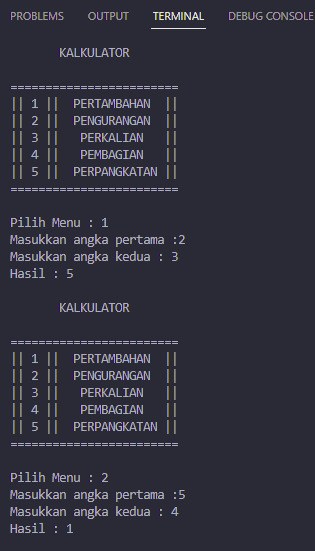 PROBLEMS OUTPUT TERMINAL DEBUG CONSOLE
KALKULATOR
========================
|| 1 || PERTAMBAHAN ||
|| 2 || PENGURANGAN ||
|| 3 || PERKALIAN ||
|| 4 || PEMBAGIAN ||
|| 5 || PERPANGKATAN ||
========================
Pilih Menu : 1
Masukkan angka pertama :2
Masukkan angka kedua : 3
Hasil : 5
KALKULATOR
========================
|| 1 || PERTAMBAHAN ||
|| 2 || PENGURANGAN ||
|| 3 || PERKALIAN ||
|| 4 || PEMBAGIAN ||
|| 5 || PERPANGKATAN ||
========================
Pilih Menu : 2
Masukkan angka pertama :5
Masukkan angka kedua : 4
Hasil : 1